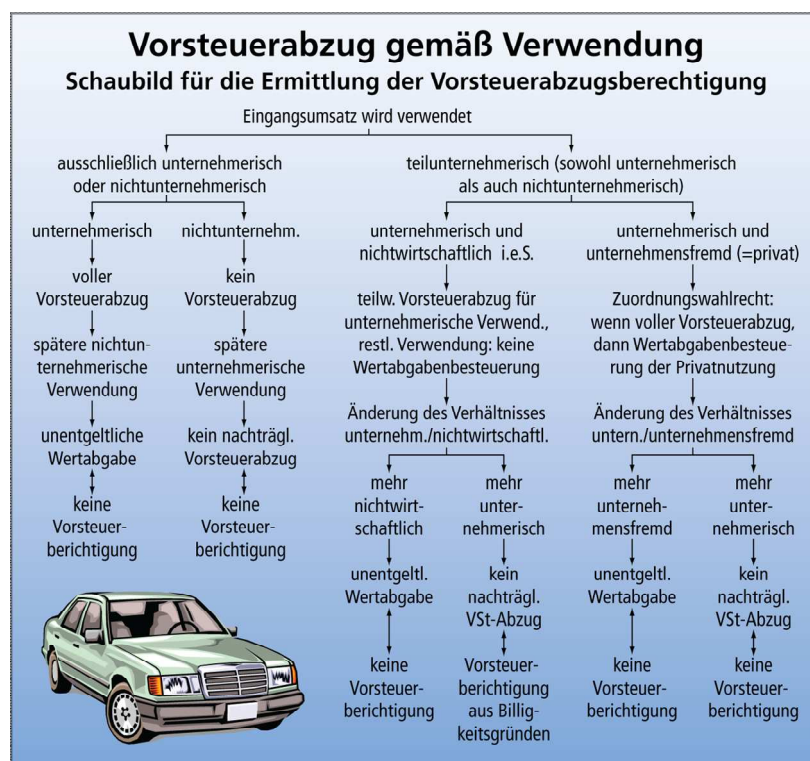 Vorsteuerabzug gemäß Verwendung
Schaubild für die Ermittlung der Vorsteuerabzugsberechtigung
Eingangsumsatz wird verwendet
ausschließlich unternehmerisch
oder nichtunternehmerisch
teilunternehmerisch (sowohl unternehmerisch
als auch nichtunternehmerisch)
unternehmerisch
nichtunternehm.
unternehmerisch und
nichtwirtschaftlich i.e.S.
unternehmerisch und
unternehmensfremd (=privat)
voller
Vorsteuerabzug
kein
Vorsteuerabzug
teilw. Vorsteuerabzug für
unternehmerische Verwend.,
restl. Verwendung: keine
Wertabgabenbesteuerung
Zuordnungswahlrecht:
wenn voller Vorsteuerabzug,
dann Wertabgabenbesteue-
rung der Privatnutzung
spätere nichtun-
ternehmerische
Verwendung
spätere
unternehmerische
Verwendung
Änderung des Verhältnisses
unternehm./nichtwirtschaftl.
Änderung des Verhältnisses
untern./unternehmensfremd
unentgeltliche
Wertabgabe
kein nachträgl.
Vorsteuerabzug
keine
Vorsteuer-
berichtigung
keine
Vorsteuer-
berichtigung
mehr
nichtwirt-
schaftlich
mehr
unter-
nehmerisch
mehr
unterneh-
mensfremd
mehr
unter-
nehmerisch
unentgeltl.
Wertabgabe
kein
nachträgl.
VSt-Abzug
unentgeltl.
Wertabgabe
kein
nachträgl.
VSt-Abzug
keine
Vorsteuer-
berichtigung
Vorsteuer-
berichtigung
aus Billig-
keitsgründen
keine
Vorsteuer-
berichtigung
keine
Vorsteuer-
berichtigung